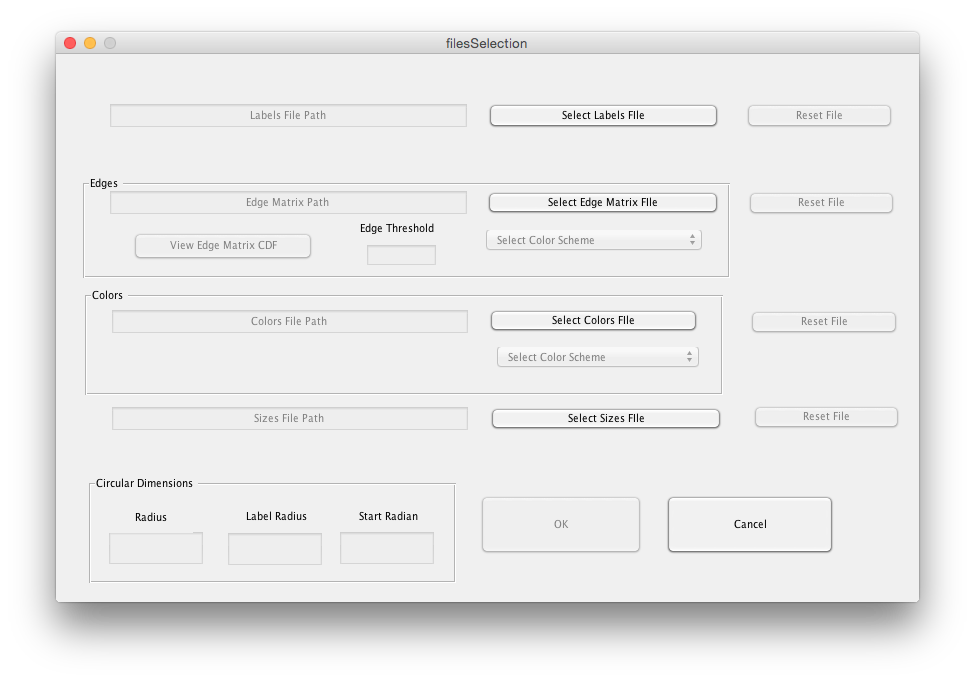 filesSelection
Labels File Path
Select Labels FIle
Reset File
Edges
Edge Matrix Path
Select Edge Matrix FIle
Reset File
Edge Threshold
View Edge Matrix CDF
Select Color Scheme
Colors
Colors File Path
Select Colors FIle
Reset File
Select Color Scheme
Sizes File Path
Select Sizes FIle
Reset File
Circular Dimensions
Radius
Label Radius
Start Radian
OK
Cancel